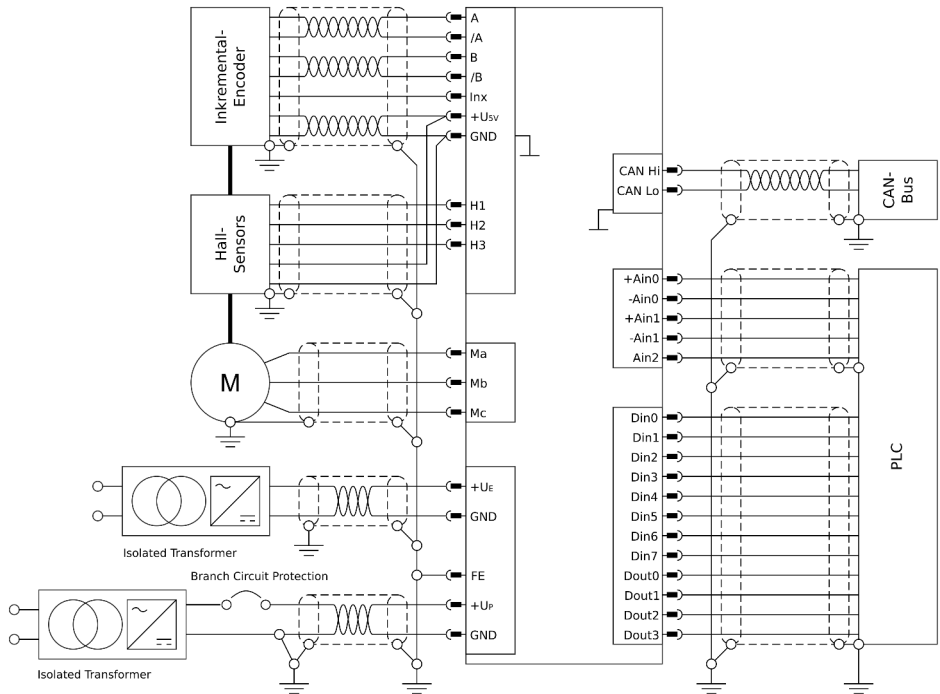 Inkremental-
Encoder
A
/A
B
/B
Inx
+U5V
GND
Hall-
Sensors
H1
H2
H3
M
Ma
Mb
Mc
+UE
GND
Isolated Transformer
Branch Circuit Protection
FE
+UP
GND
Isolated Transformer
CAN Hi
CAN Lo
CAN-
Bus
+Ain0
-Ain0
+Ain1
-Ain1
Ain2
Din0
Din1
Din2
Din3
Din4
Din5
Din6
Din7
Dout0
Dout1
Dout2
Dout3
PLC